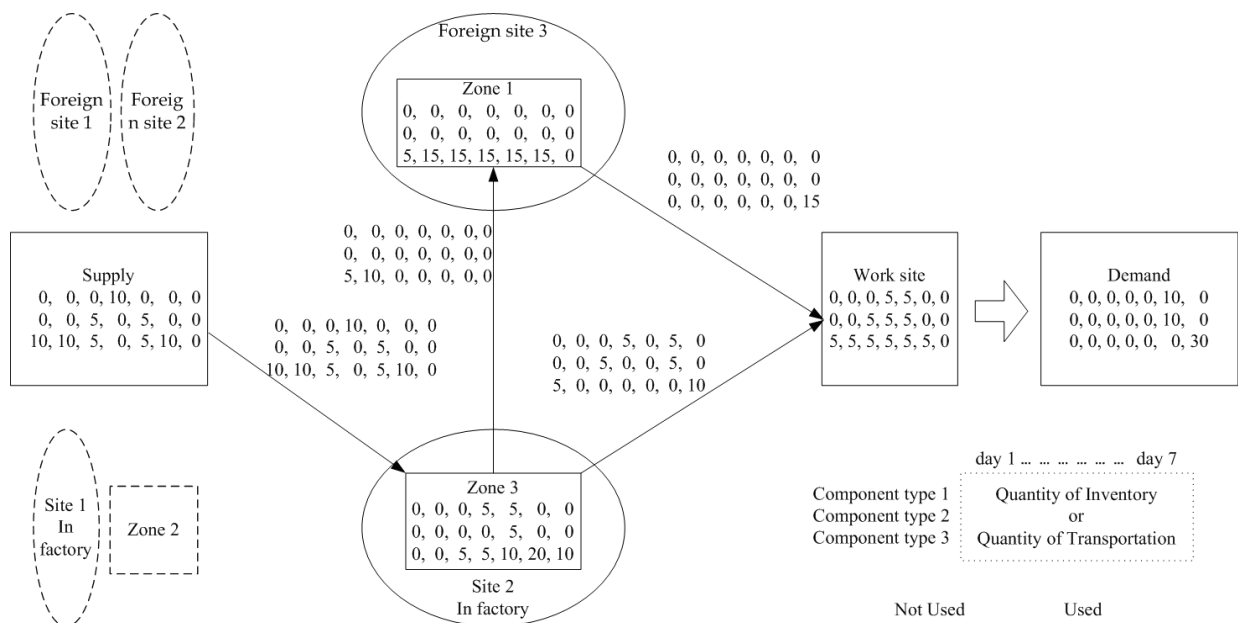 Foreign site 3
Zone 1
0, 0, 0, 0, 0, 0, 0
0, 0, 0, 0, 0, 0, 0
5, 15, 15, 15, 15, 15, 0
Foreign
site 1
Foreig
n site 2
0, 0, 0, 0, 0, 0, 0
0, 0, 0, 0, 0, 0, 0
0, 0, 0, 0, 0, 0, 15
0, 0, 0, 0, 0, 0, 0
0, 0, 0, 0, 0, 0, 0
5, 10, 0, 0, 0, 0, 0
Supply
0, 0, 0, 10, 0, 0, 0
0, 0, 5, 0, 5, 0, 0
10, 10, 5, 0, 5, 10, 0
0, 0, 0, 10, 0, 0, 0
0, 0, 5, 0, 5, 0, 0
10, 10, 5, 0, 5, 10, 0
0, 0, 0, 5, 0, 5, 0
0, 0, 5, 0, 0, 5, 0
5, 0, 0, 0, 0, 0, 10
Work site
0, 0, 0, 5, 5, 0, 0
0, 0, 5, 5, 5, 0, 0
5, 5, 5, 5, 5, 5, 0
Demand
0, 0, 0, 0, 0, 10, 0
0, 0, 0, 0, 0, 10, 0
0, 0, 0, 0, 0, 0, 30
Site 1
In
factory
Zone 2
Zone 3
0, 0, 0, 5, 5, 0, 0
0, 0, 0, 0, 5, 0, 0
0, 0, 5, 5, 10, 20, 10
Site 2
In factory
day 1 ... ... ... ... ... ... day 7
Component type 1
Component type 2
Component type 3
Quantity of Inventory
or
Quantity of Transportation
Not Used
Used